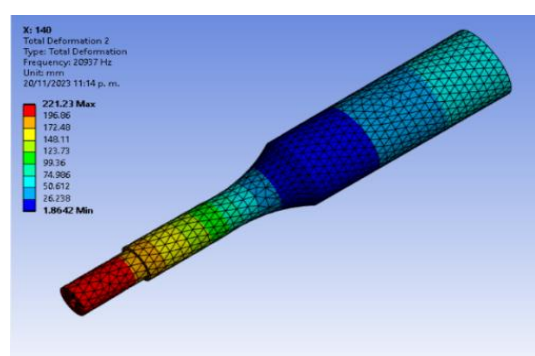 X: 140
Total Deformation 2
Type: Total Deformation
Frequency: 20937 Hz
Unit: mm
20/11/2023 11:14 p. m.
221.23 Max
196.86
172.48
148.11
123.73
99.36
74.986
50.612
26.238
1.8642 Min